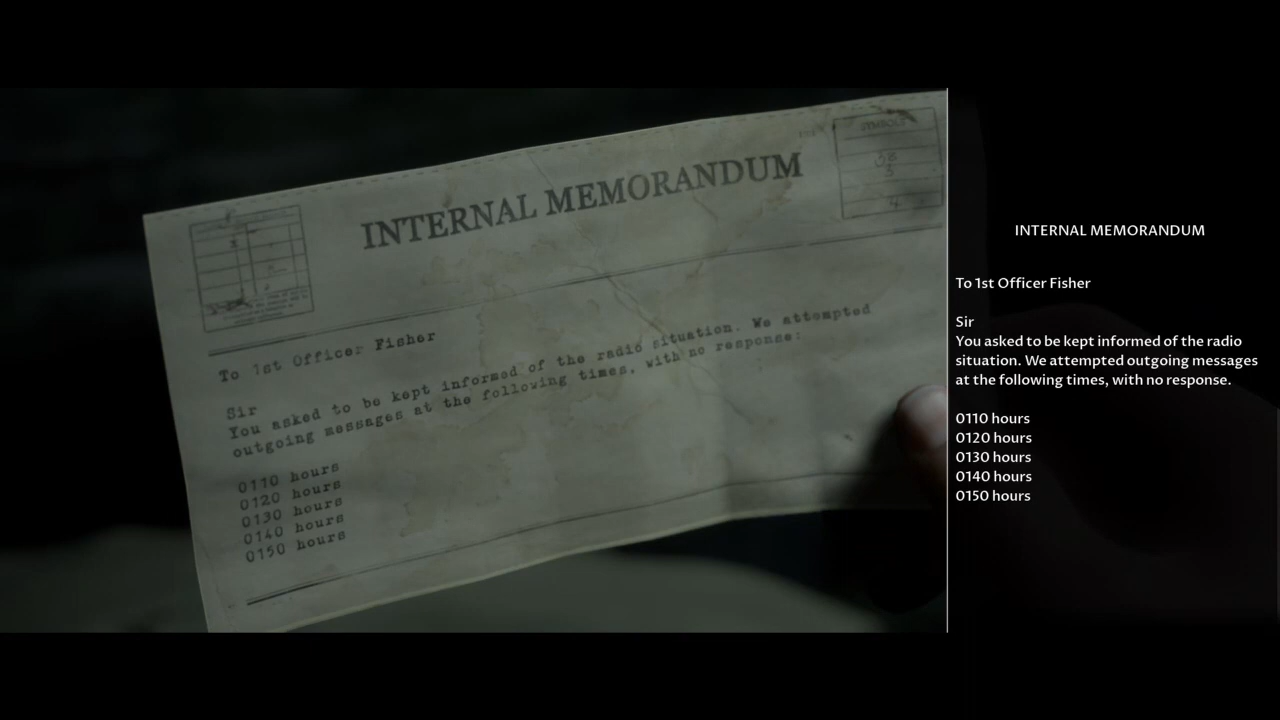 INTERNAL MEMORANDUM
SYMBOLS
To 1st Officer Fisher
Sir
You asked to be kept informed of the radio situation. We attempted
outgoing messages at the following times, with no response:
0110 hours
0120 hours
0130 hours
0140 hours
0150 hours
INTERNAL MEMORANDUM
To 1st Officer Fisher
Sir
You asked to be kept informed of the radio
situation. We attempted outgoing messages
at the following times, with no response.
0110 hours
0120 hours
0130 hours
0140 hours
0150 hours